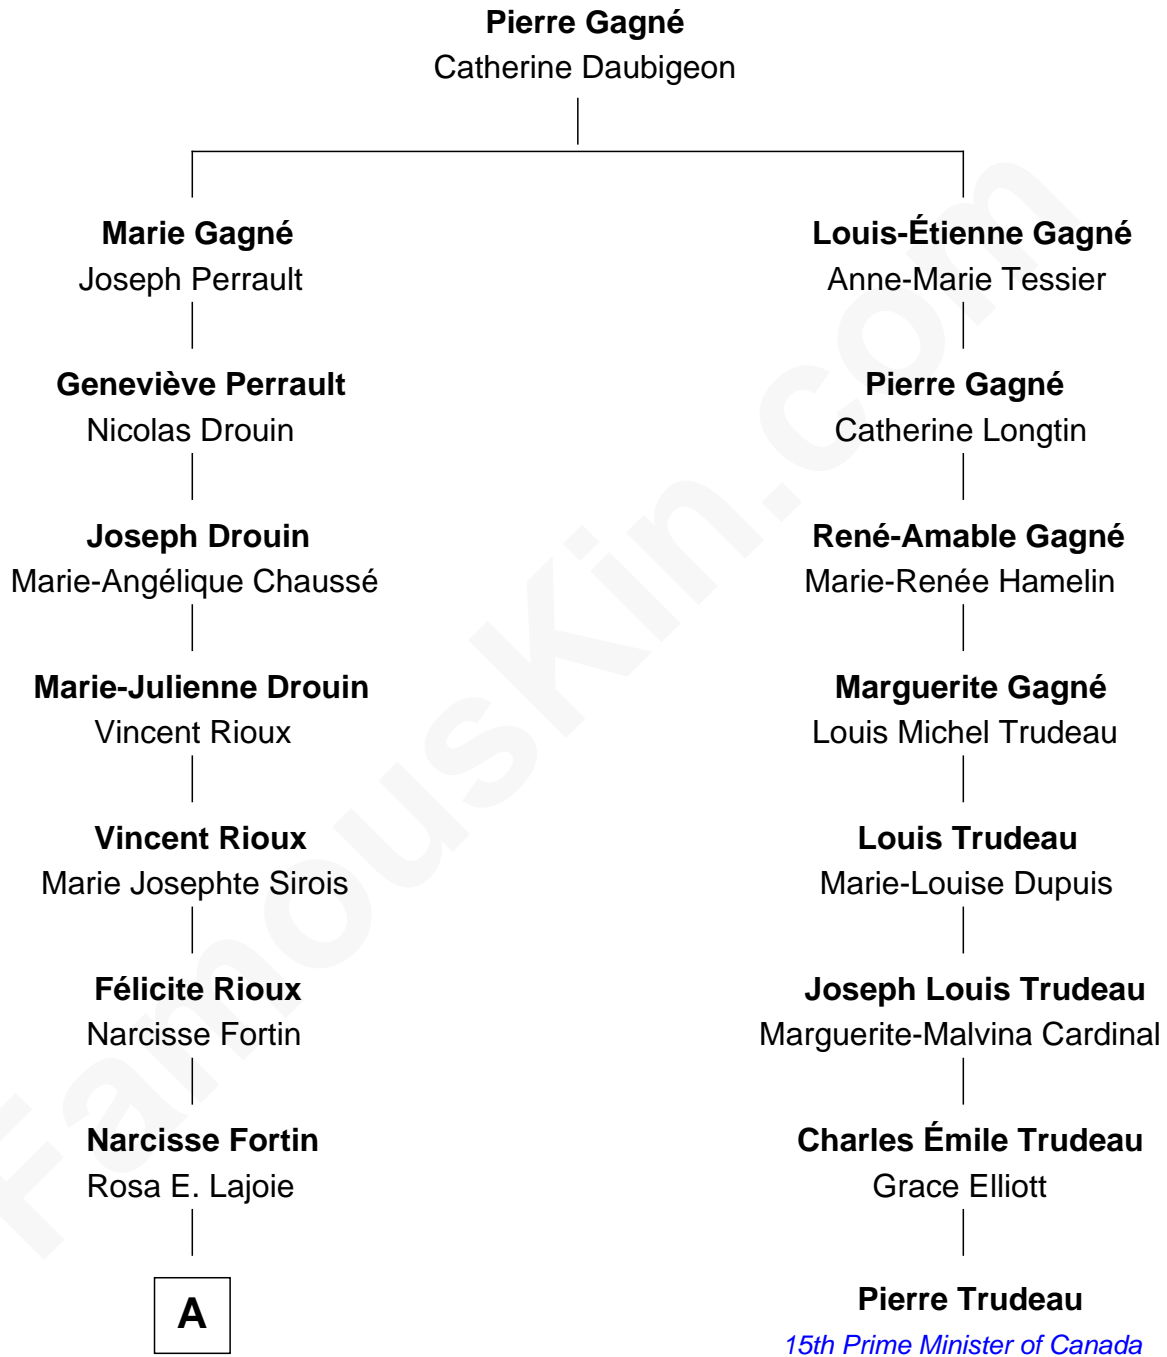 Pierre Gagné
Catherine Daubigeon
Marie Gagné
Joseph Perrault
Louis-Étienne Gagné
Anne-Marie Tessier
Geneviève Perrault
Nicolas Drouin
Pierre Gagné
Catherine Longtin
Joseph Drouin
Marie-Angélique Chaussé
René-Amable Gagné
Marie-Renée Hamelin
Marie-Julienne Drouin
Vincent Rioux
Marguerite Gagné
Louis Michel Trudeau
Vincent Rioux
Marie Josephte Sirois
Louis Trudeau
Marie-Louise Dupuis
Félicite Rioux
Narcisse Fortin
Joseph Louis Trudeau
Marguerite-Malvina Cardinal
Narcisse Fortin
Rosa E. Lajoie
Charles Émile Trudeau
Grace Elliott
A
Pierre Trudeau
15th Prime Minister of Canada
FamousKin.com